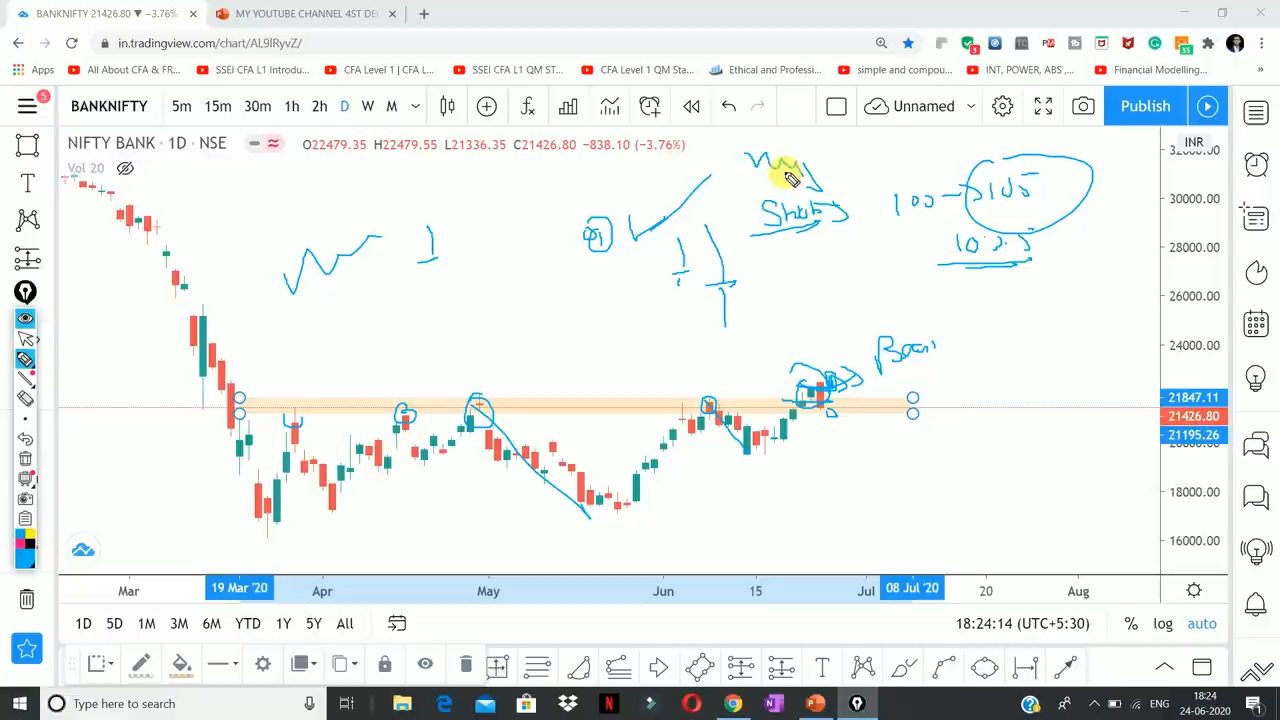 BANKNIFTY 21426.80 ▼ −3.76%
MY YOUTUBE CHANNEL 4ST DE
in.tradingview.com/chart/AL9lRyvZ/
Apps
All About CFA & FR...
SSEI CFA L1 Introdu...
CFA Level 1 | CFA L...
SSEI CFA L1 QM ST...
CFA Level 1 QM Sta...
Ethical and Professi...
simple and compou...
INT, POWER, ABS ,...
Financial Modelling...
5
BANKNIFTY 5m 15m 30m 1h 2h D W M
Unnamed
Publish
NIFTY BANK · 1D · NSE
O22479.35 H22479.55 L21336.35 C21426.80 −838.10 (−3.76%)
INR
Vol 20
32000.00
30000.00
28000.00
26000.00
24000.00
21847.11
21426.80
21195.26
20000.00
18000.00
16000.00
100
105
Mar
19 Mar '20
Apr
May
Jun
15
Jul
08 Jul '20
20
Aug
1D 5D 1M 3M 6M YTD 1Y 5Y All
18:24:14 (UTC+5:30)
% log auto
Type here to search
ENG
18:24
24-06-2020